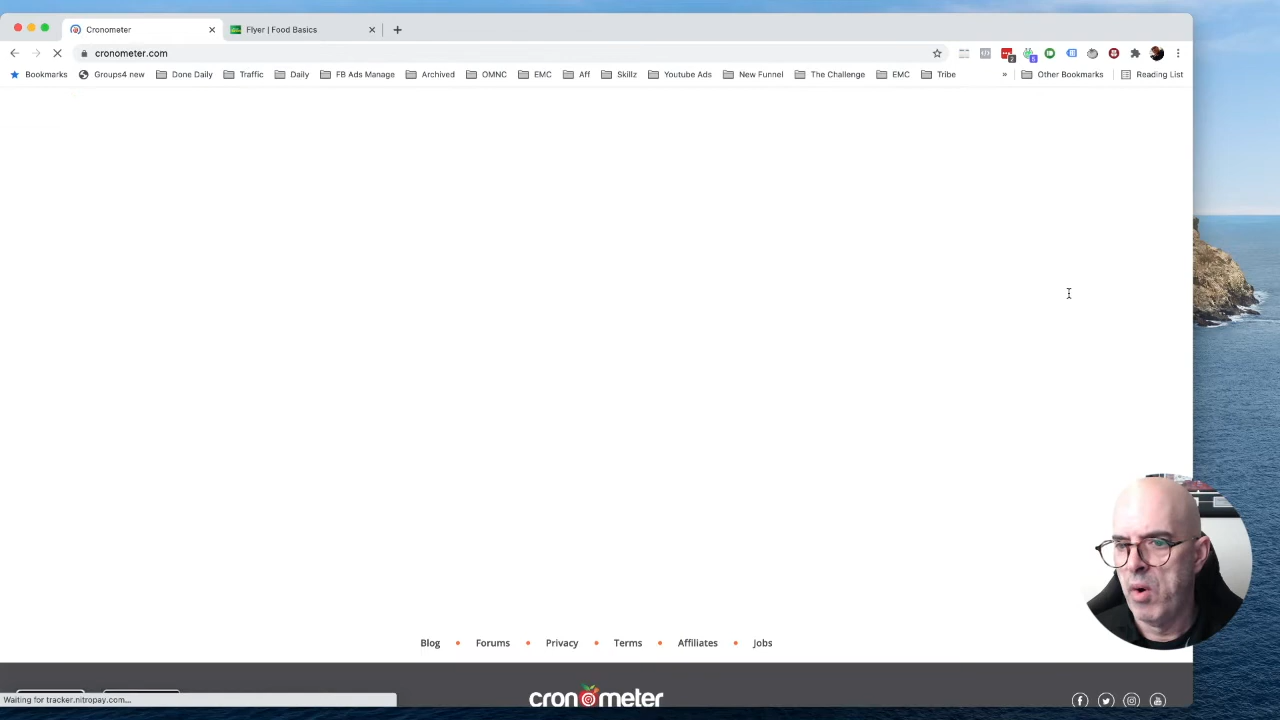 Cronometer
Flyer | Food Basics
cronometer.com
Bookmarks Groups4 new Done Daily Traffic Daily FB Ads Manage Archived OMNC EMC Aff Skillz Youtube Ads New Funnel The Challenge EMC Tribe » Other Bookmarks Reading List
Blog • Forums • Privacy • Terms • Affiliates • Jobs
cronometer
Waiting for tracker.nitropay.com...